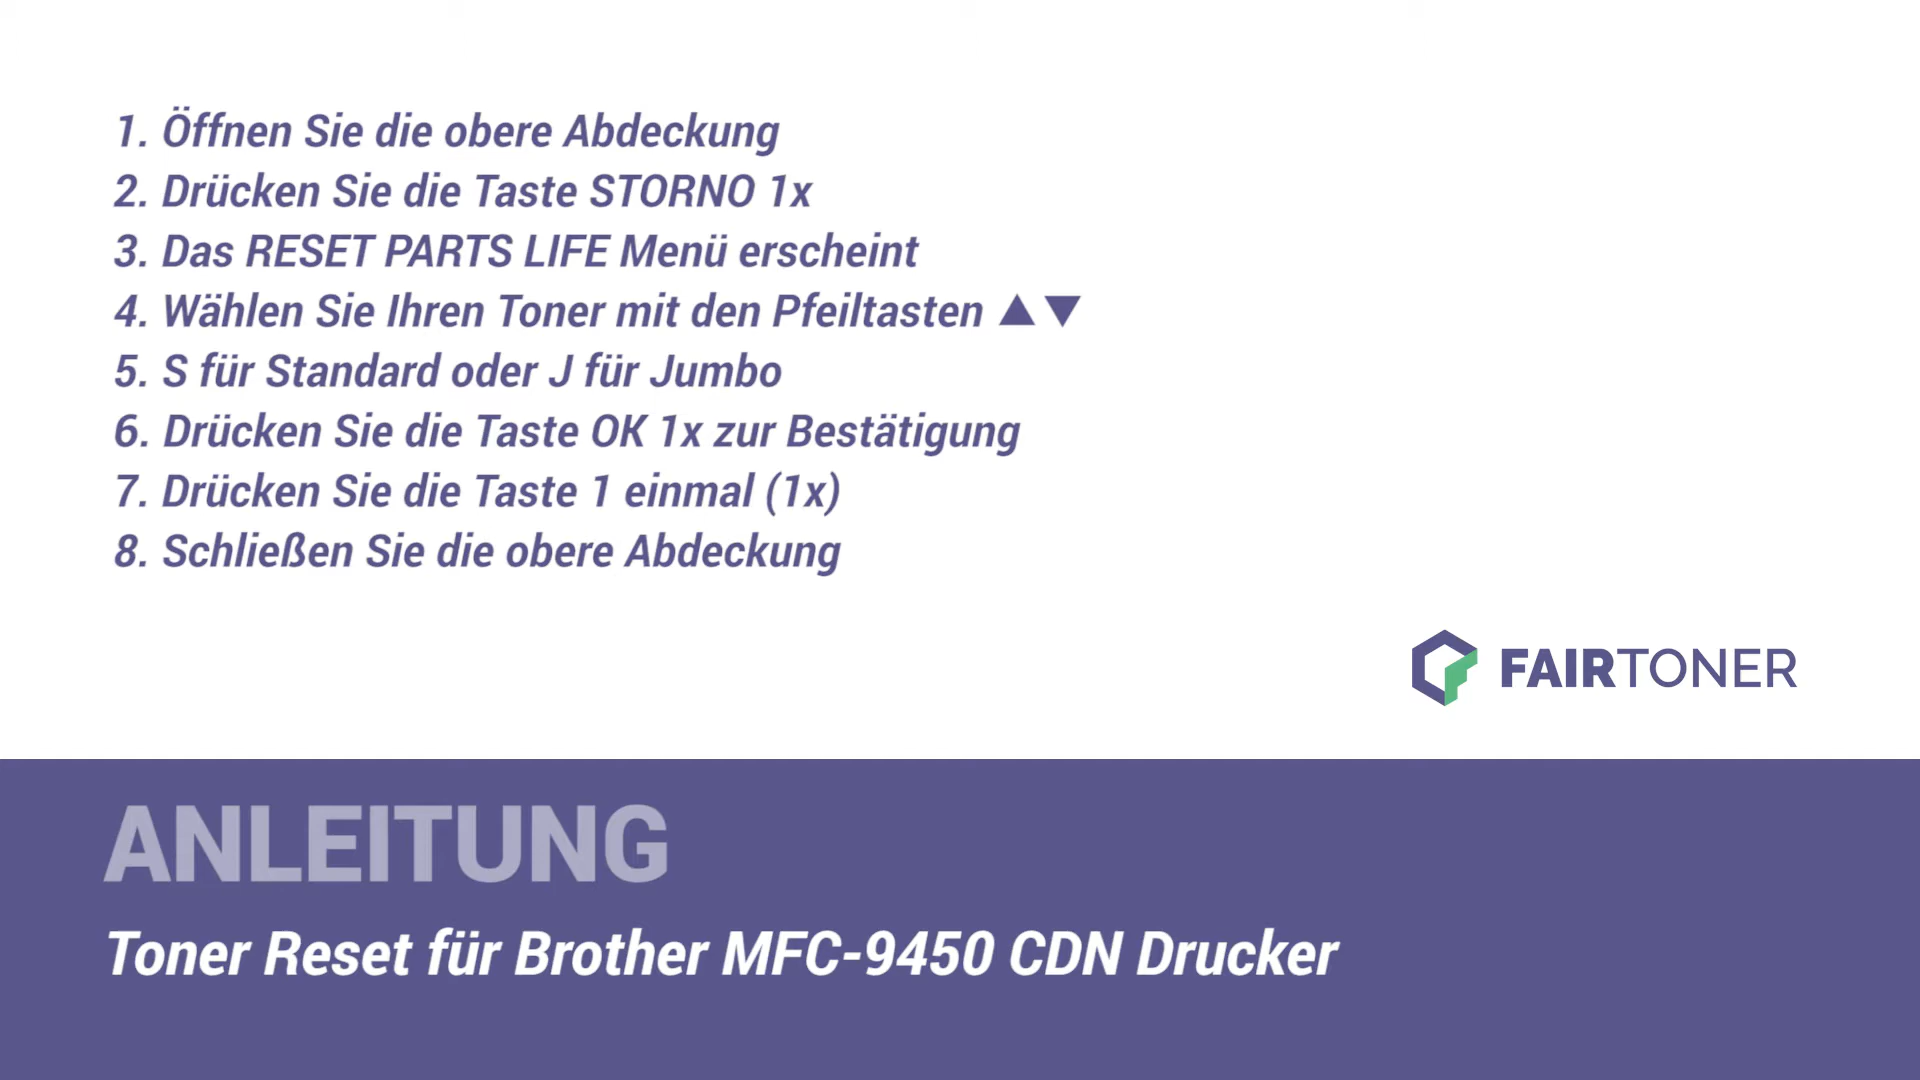 1. Öffnen Sie die obere Abdeckung
2. Drücken Sie die Taste STORNO 1x
3. Das RESET PARTS LIFE Menü erscheint
4. Wählen Sie Ihren Toner mit den Pfeiltasten ▲▼
5. S für Standard oder J für Jumbo
6. Drücken Sie die Taste OK 1x zur Bestätigung
7. Drücken Sie die Taste 1 einmal (1x)
8. Schließen Sie die obere Abdeckung
FAIRTONER
ANLEITUNG
Toner Reset für Brother MFC-9450 CDN Drucker